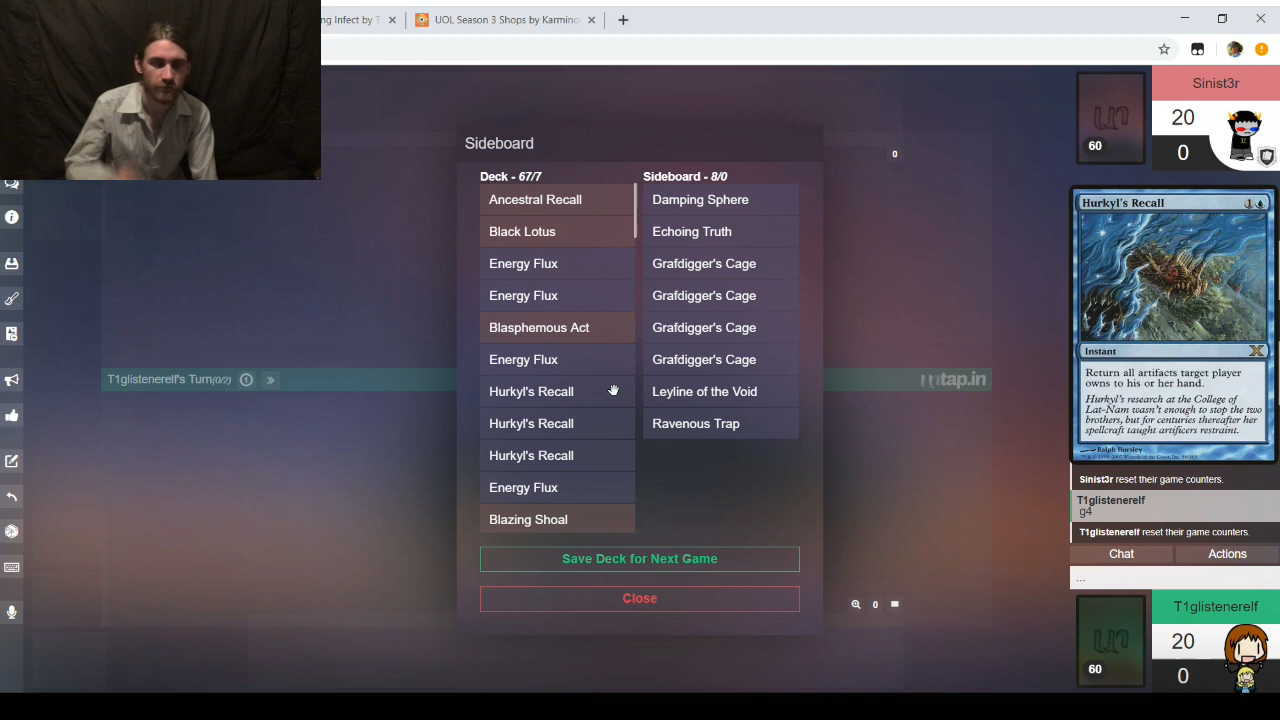 ng Infect by T
UOL Season 3 Shops by Karmino
Sideboard
0
Deck - 67/7
Sideboard - 8/0
Ancestral Recall
Black Lotus
Energy Flux
Energy Flux
Blasphemous Act
Energy Flux
Hurkyl's Recall
Hurkyl's Recall
Hurkyl's Recall
Energy Flux
Blazing Shoal
Damping Sphere
Echoing Truth
Grafdigger's Cage
Grafdigger's Cage
Grafdigger's Cage
Grafdigger's Cage
Leyline of the Void
Ravenous Trap
Save Deck for Next Game
Close
T1glistenerelf's Turn(0/2) 1
untap.in
0
Sinist3r
60
20
0
Hurkyl's Recall
1
Instant
Return all artifacts target player
owns to his or her hand.
Hurkyl's research at the College of
Lat-Nam wasn't enough to stop the two
brothers, but for centuries thereafter her
spellcraft taught artificers restraint.
Ralph Horsley
Sinist3r reset their game counters.
T1glistenerelf
g4
T1glistenerelf reset their game counters.
Chat
Actions
...
T1glistenerelf
60
20
0